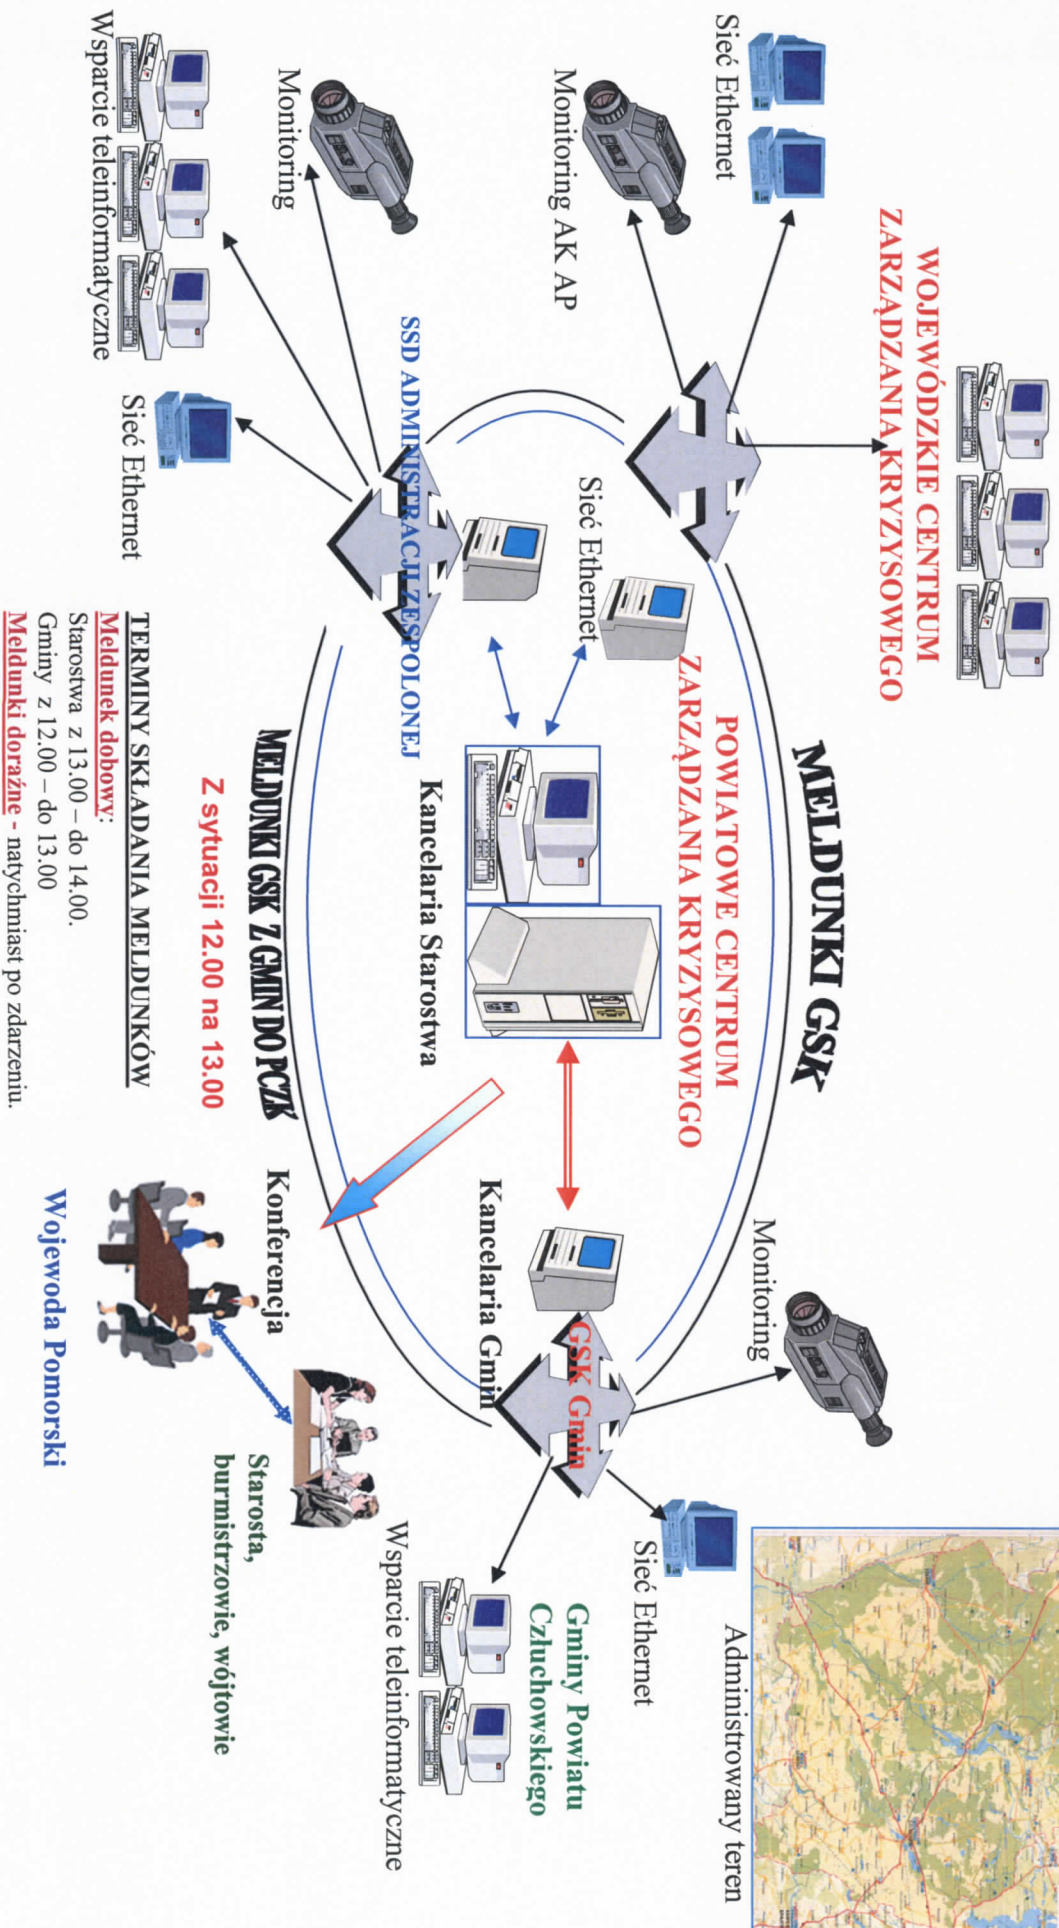 WOJEWÓDZKIE CENTRUM
ZARZĄDZANIA KRYZYSOWEGO
Sieć Ethernet
Monitoring AK AP
Monitoring
Wsparcie teleinformatyczne
Sieć Ethernet
SSD ADMINISTRACJI ZESPOLONEJ
Sieć Ethernet
MELDUNKI GSK
POWIATOWE CENTRUM
ZARZĄDZANIA KRYZYSOWEGO
Kancelaria Starostwa
MELDUNKI GSK Z GMIN DO PCZK
Z sytuacji 12.00 na 13.00
TERMINY SKŁADANIA MELDUNKÓW
Meldunek dobowy:
Starostwa z 13.00 – do 14.00.
Gminy z 12.00 – do 13.00
Meldunki doraźne - natychmiast po zdarzeniu.
Administrowany teren
Monitoring
Sieć Ethernet
GSK Gmin
Kancelaria Gmin
Gminy Powiatu
Człuchowskiego
Wsparcie teleinformatyczne
Konferencja
Starosta,
burmistrzowie, wójtowie
Wojewoda Pomorski